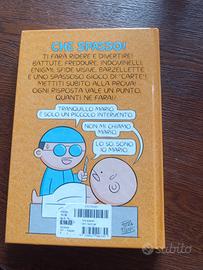 CHE SPASSO!
TI FARÀ RIDERE E DIVERTIRE!
BATTUTE, FREDDURE, INDOVINELLI,
ENIGMI, SFIDE VISIVE, BARZELLETTE
E UNO SPASSOSO GIOCO DI "CARTE"!
METTITI SUBITO ALLA PROVA!
OGNI RISPOSTA VALE UN PUNTO,
QUANTI NE FARAI?
TRANQUILLO MARIO,
È SOLO UN PICCOLO INTERVENTO
NON MI CHIAMO
MARIO
LO SO, SONO
IO MARIO
subito